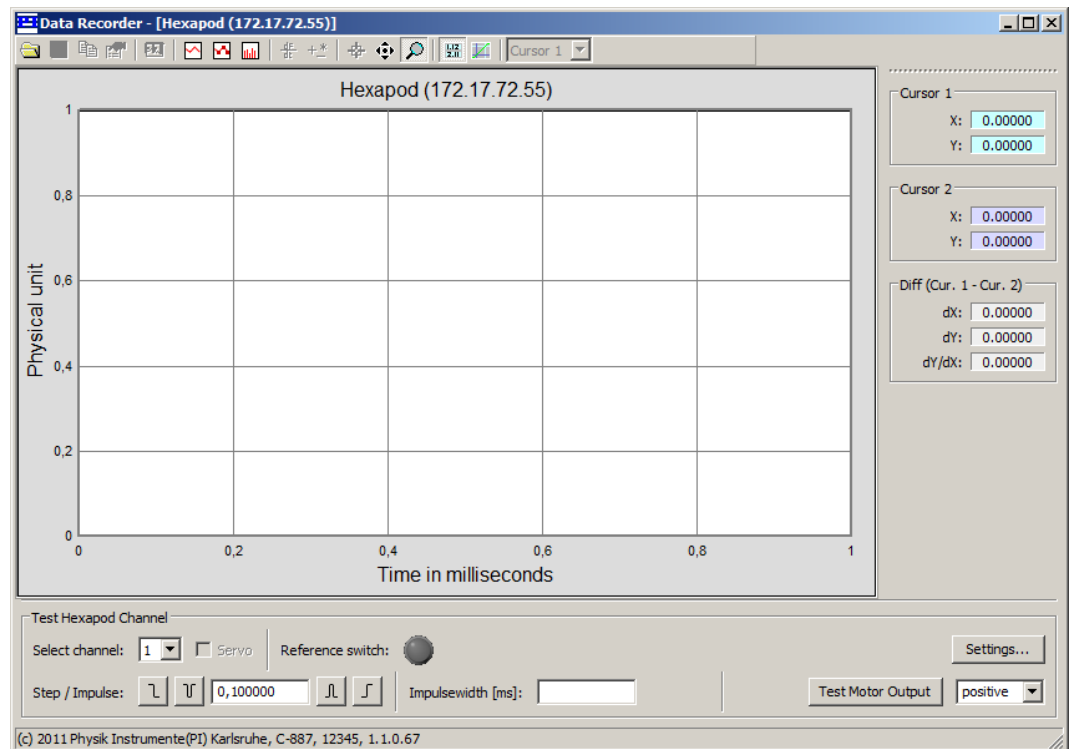 Data Recorder - [Hexapod (172.17.72.55)]
1/2
2.0
Cursor 1
Hexapod (172.17.72.55)
1
0,8
0,6
0,4
0,2
0
Physical unit
0
0,2
0,4
0,6
0,8
1
Time in milliseconds
Cursor 1
X: 0.00000
Y: 0.00000
Cursor 2
X: 0.00000
Y: 0.00000
Diff (Cur. 1 - Cur. 2)
dX: 0.00000
dY: 0.00000
dY/dX: 0.00000
Test Hexapod Channel
Select channel: 1 Servo Reference switch: Settings...
Step / Impulse: 0,100000 Impulsewidth [ms]: Test Motor Output positive
(c) 2011 Physik Instrumente(PI) Karlsruhe, C-887, 12345, 1.1.0.67